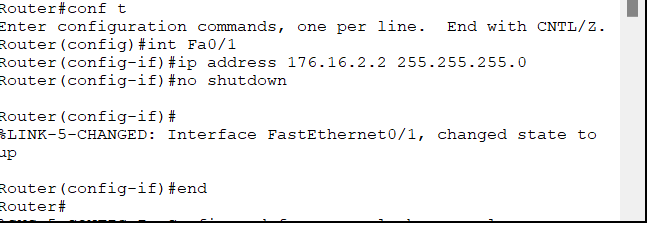 Router#conf t
Enter configuration commands, one per line.  End with CNTL/Z.
Router(config)#int Fa0/1
Router(config-if)#ip address 176.16.2.2 255.255.255.0
Router(config-if)#no shutdown
Router(config-if)#
%LINK-5-CHANGED: Interface FastEthernet0/1, changed state to
up
Router(config-if)#end
Router#